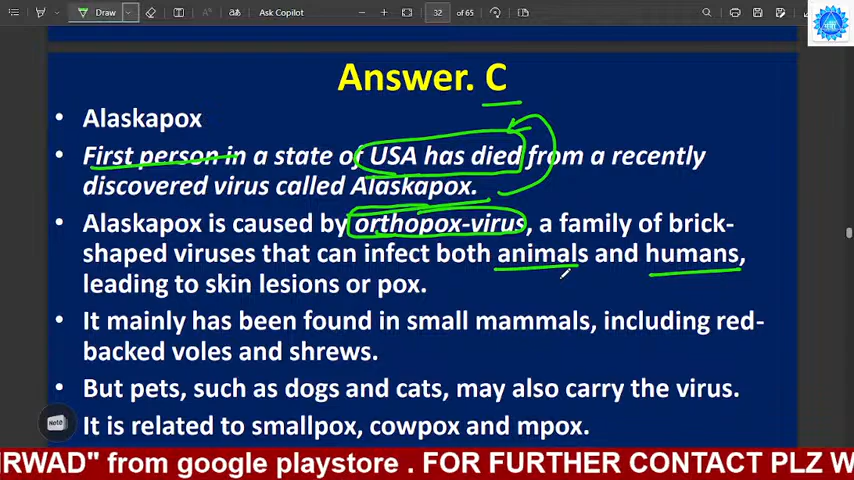 Draw
Ask Copilot
32
of 65
Answer. C
• Alaskapox
• First person in a state of USA has died from a recently
discovered virus called Alaskapox.
• Alaskapox is caused by orthopox-virus, a family of brick-
shaped viruses that can infect both animals and humans,
leading to skin lesions or pox.
• It mainly has been found in small mammals, including red-
backed voles and shrews.
• But pets, such as dogs and cats, may also carry the virus.
• It is related to smallpox, cowpox and mpox.
IRWAD" from google playstore . FOR FURTHER CONTACT PLZ W